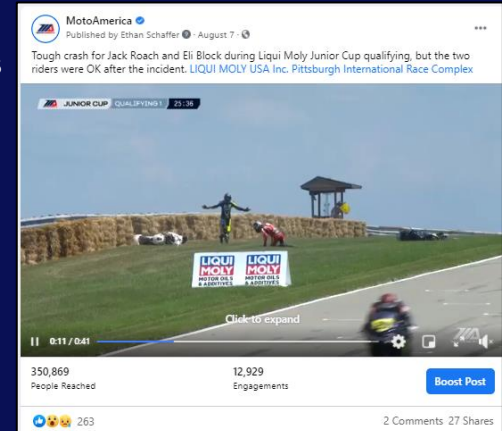 MotoAmerica
Published by Ethan Schaffer · August 7 ·
Tough crash for Jack Roach and Eli Block during Liqui Moly Junior Cup qualifying, but the two
riders were OK after the incident. LIQUI MOLY USA Inc. Pittsburgh International Race Complex
JUNIOR CUP QUALIFYING 1 25:36
LIQUI MOLY LIQUI MOLY
MOTOR OILS & ADDITIVES MOTOR OILS & ADDITIVES
Click to expand
0:11 / 0:41
350,869 12,929
People Reached Engagements Boost Post
263 2 Comments 27 Shares